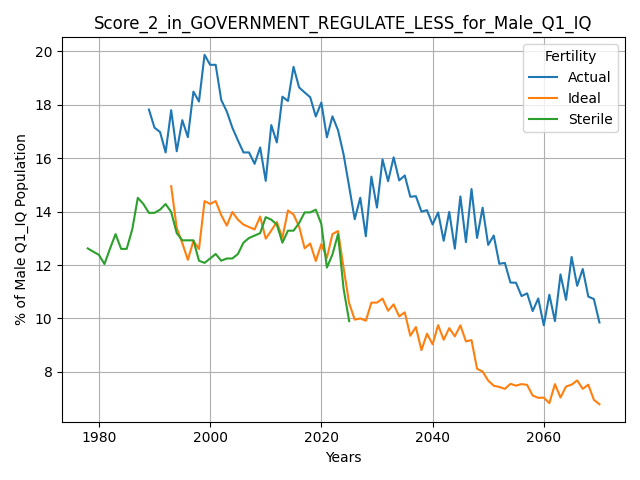 Score_2_in_GOVERNMENT_REGULATE_LESS_for_Male_Q1_IQ
Fertility
Actual
Ideal
Sterile
% of Male Q1_IQ Population
20
18
16
14
12
10
8
1980
2000
2020
2040
2060
Years